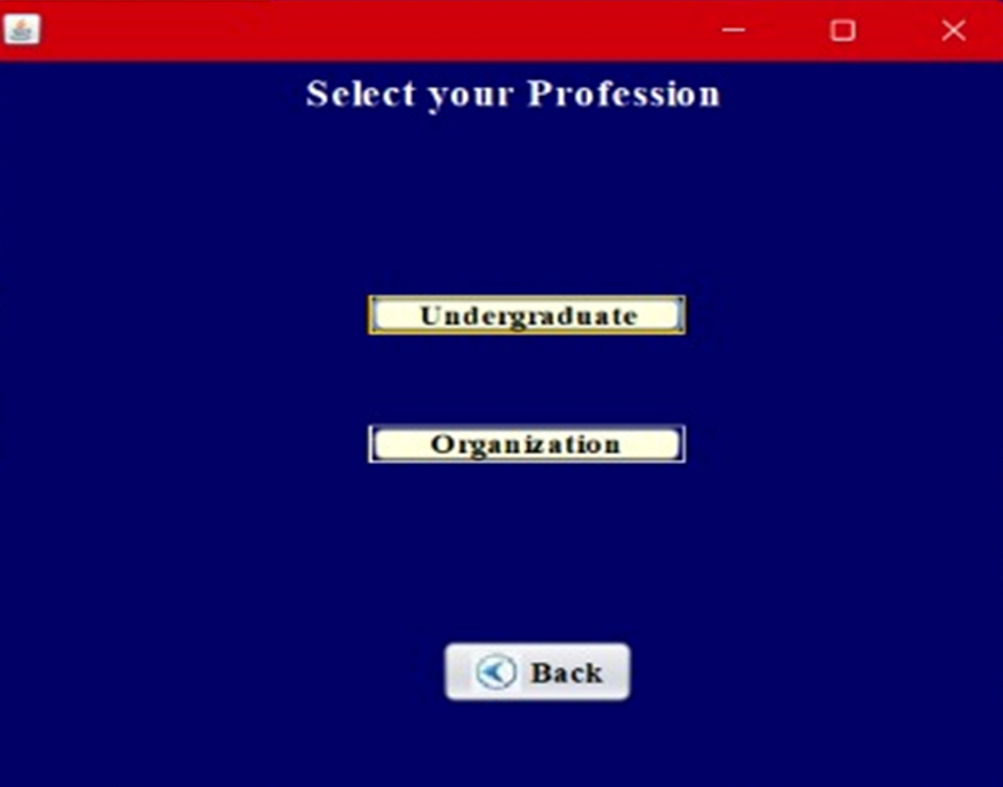 Select your Profession
Undergraduate
Organization
Back